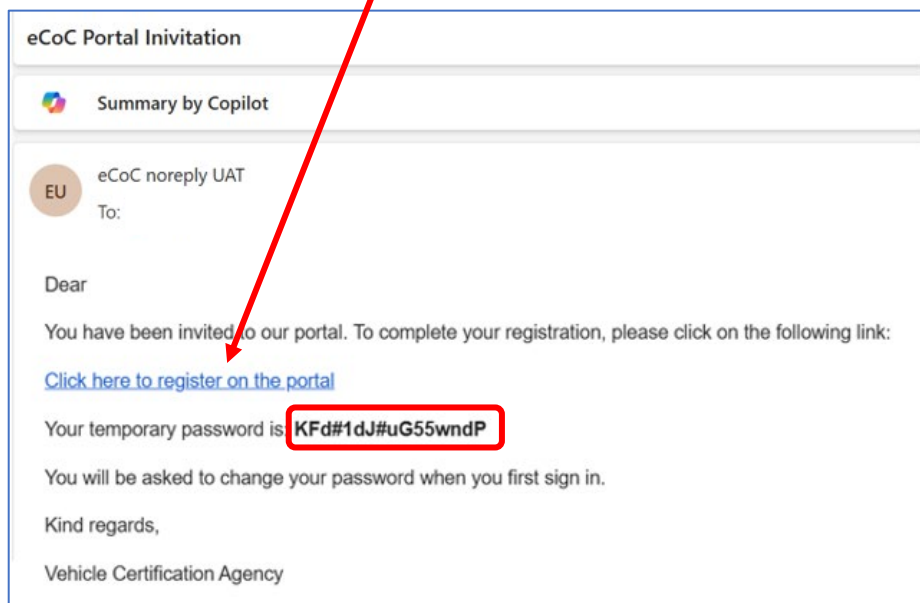 eCoC Portal Inivitation
Summary by Copilot
EU
eCoC noreply UAT
To:
Dear
You have been invited to our portal. To complete your registration, please click on the following link:
Click here to register on the portal
Your temporary password is: KFd#1dJ#uG55wndP
You will be asked to change your password when you first sign in.
Kind regards,
Vehicle Certification Agency